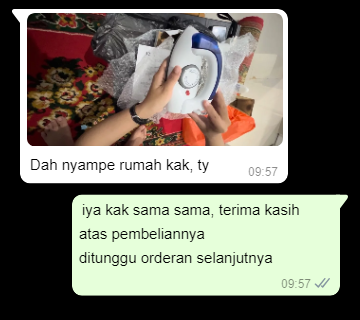 Dah nyampe rumah kak, ty
09:57
iya kak sama sama, terima kasih
atas pembeliannya
ditunggu orderan selanjutnya
09:57